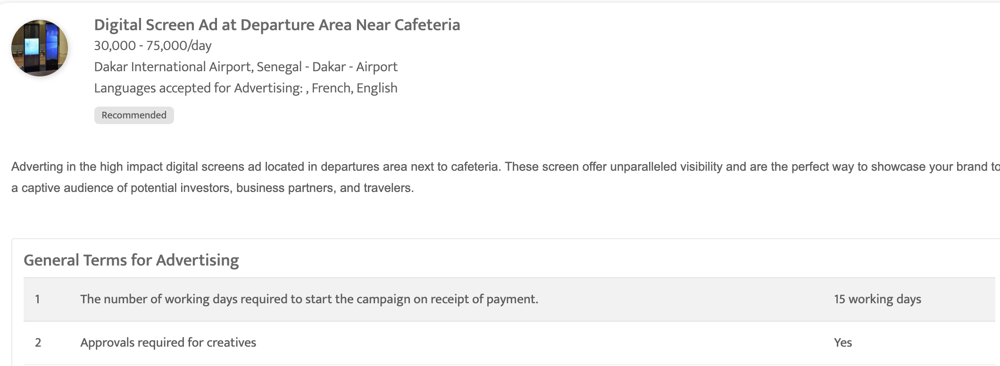 Digital Screen Ad at Departure Area Near Cafeteria
30,000 - 75,000/day
Dakar International Airport, Senegal - Dakar - Airport
Languages accepted for Advertising: , French, English
Recommended
Adverting in the high impact digital screens ad located in departures area next to cafeteria. These screen offer unparalleled visibility and are the perfect way to showcase your brand to
a captive audience of potential investors, business partners, and travelers.
General Terms for Advertising
1 The number of working days required to start the campaign on receipt of payment. 15 working days
2 Approvals required for creatives Yes